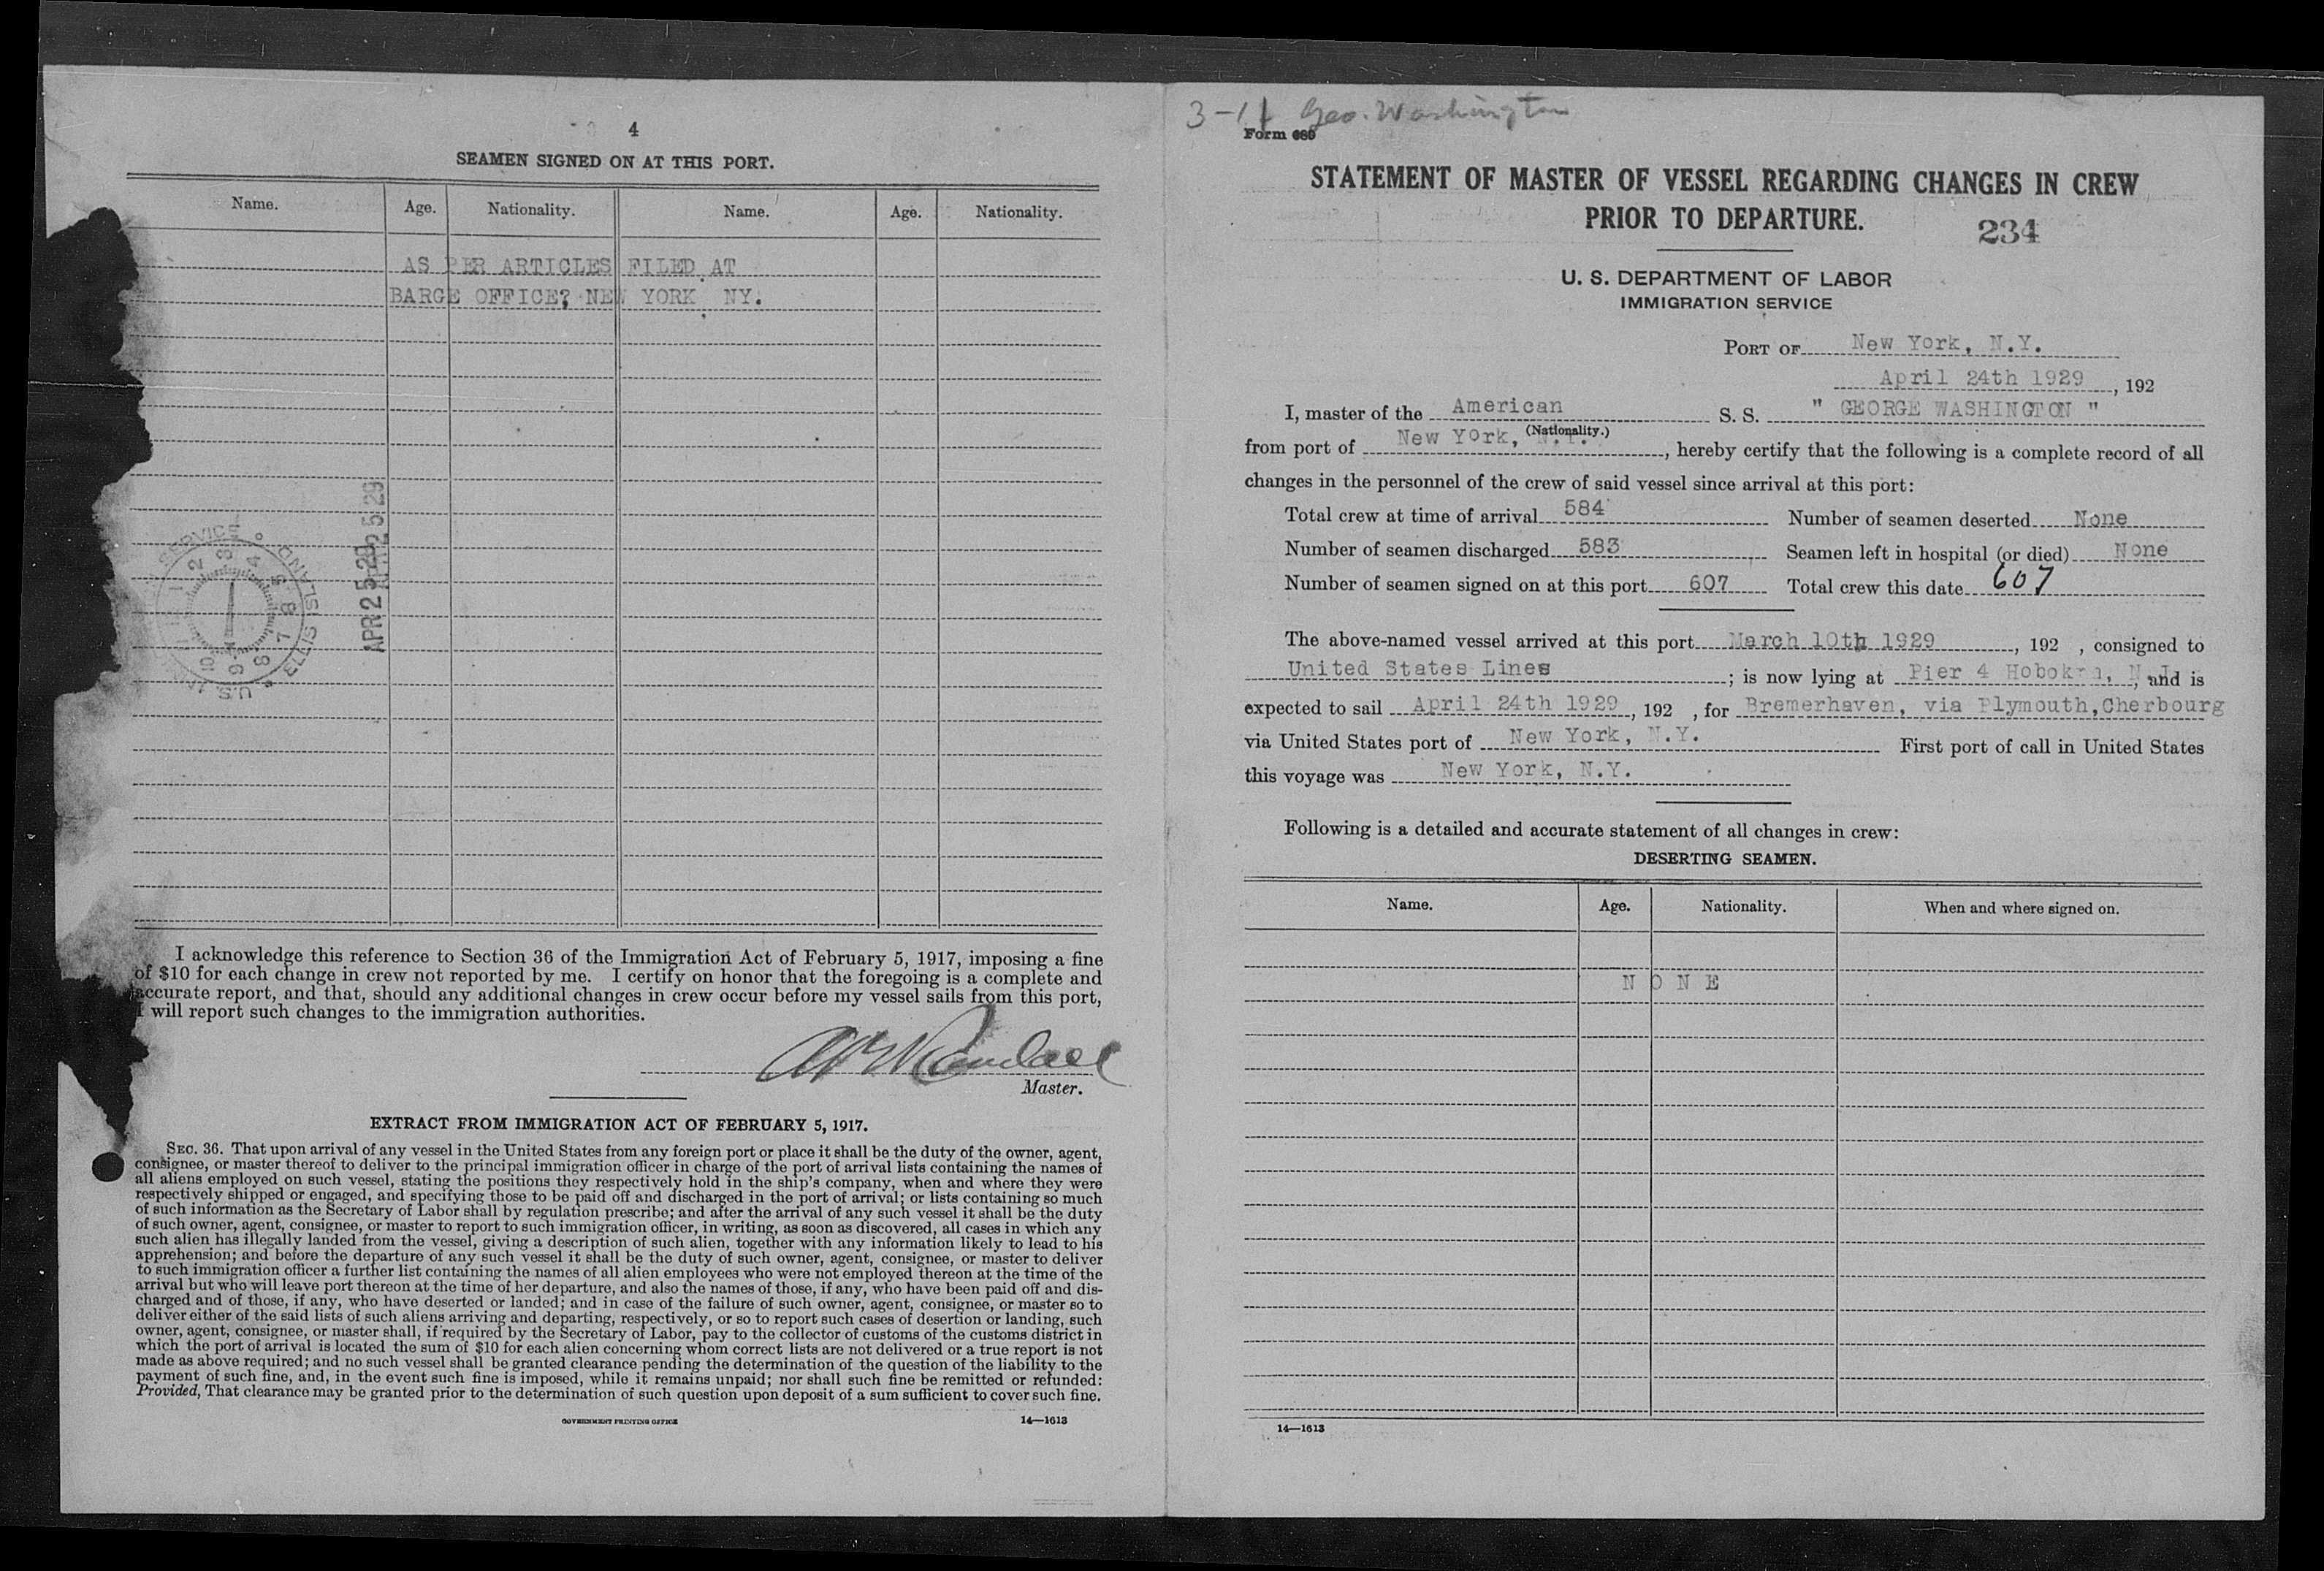 4
SEAMEN SIGNED ON AT THIS PORT.
Name. Age. Nationality. Name. Age. Nationality.
AS PER ARTICLES FILED AT
BARGE OFFICE? NEW YORK NY.
APR 25 29
I acknowledge this reference to Section 36 of the Immigration Act of February 5, 1917, imposing a fine
of $10 for each change in crew not reported by me. I certify on honor that the foregoing is a complete and
accurate report, and that, should any additional changes in crew occur before my vessel sails from this port,
I will report such changes to the immigration authorities.
Randall
Master.
EXTRACT FROM IMMIGRATION ACT OF FEBRUARY 5, 1917.
SEC. 36. That upon arrival of any vessel in the United States from any foreign port or place it shall be the duty of the owner, agent,
consignee, or master thereof to deliver to the principal immigration officer in charge of the port of arrival lists containing the names of
all aliens employed on such vessel, stating the positions they respectively hold in the ship's company, when and where they were
respectively shipped or engaged, and specifying those to be paid off and discharged in the port of arrival; or lists containing so much
of such information as the Secretary of Labor shall by regulation prescribe; and after the arrival of any such vessel it shall be the duty
of such owner, agent, consignee, or master to report to such immigration officer, in writing, as soon as discovered, all cases in which any
such alien has illegally landed from the vessel, giving a description of such alien, together with any information likely to lead to his
apprehension; and before the departure of any such vessel it shall be the duty of such owner, agent, consignee, or master to deliver
to such immigration officer a further list containing the names of all alien employees who were not employed thereon at the time of the
arrival but who will leave port thereon at the time of her departure, and also the names of those, if any, who have been paid off and dis-
charged and of those, if any, who have deserted or landed; and in case of the failure of such owner, agent, consignee, or master so to
deliver either of the said lists of such aliens arriving and departing, respectively, or so to report such cases of desertion or landing, such
owner, agent, consignee, or master shall, if required by the Secretary of Labor, pay to the collector of customs of the customs district in
which the port of arrival is located the sum of $10 for each alien concerning whom correct lists are not delivered or a true report is not
made as above required; and no such vessel shall be granted clearance pending the determination of the question of the liability to the
payment of such fine, and, in the event such fine is imposed, while it remains unpaid; nor shall such fine be remitted or refunded:
Provided, That clearance may be granted prior to the determination of such question upon deposit of a sum sufficient to cover such fine.
GOVERNMENT PRINTING OFFICE 14—1613
Geo. Washington
Form 689
STATEMENT OF MASTER OF VESSEL REGARDING CHANGES IN CREW
PRIOR TO DEPARTURE. 234
U. S. DEPARTMENT OF LABOR
IMMIGRATION SERVICE
PORT OF New York, N.Y.
April 24th 1929, 192
I, master of the American S. S. " GEORGE WASHINGTON "
(Nationality.)
from port of New York, N.Y., hereby certify that the following is a complete record of all
changes in the personnel of the crew of said vessel since arrival at this port:
Total crew at time of arrival 584 Number of seamen deserted None
Number of seamen discharged 583 Seamen left in hospital (or died) None
Number of seamen signed on at this port 607 Total crew this date 607
The above-named vessel arrived at this port March 10th 1929, 192 , consigned to
United States Lines; is now lying at Pier 4 Hoboken, N.J., and is
expected to sail April 24th 1929, 192 , for Bremerhaven, via Plymouth,Cherbourg
via United States port of New York, N.Y. First port of call in United States
this voyage was New York, N.Y.
Following is a detailed and accurate statement of all changes in crew:
DESERTING SEAMEN.
Name. Age. Nationality. When and where signed on.
N O N E
14—1613